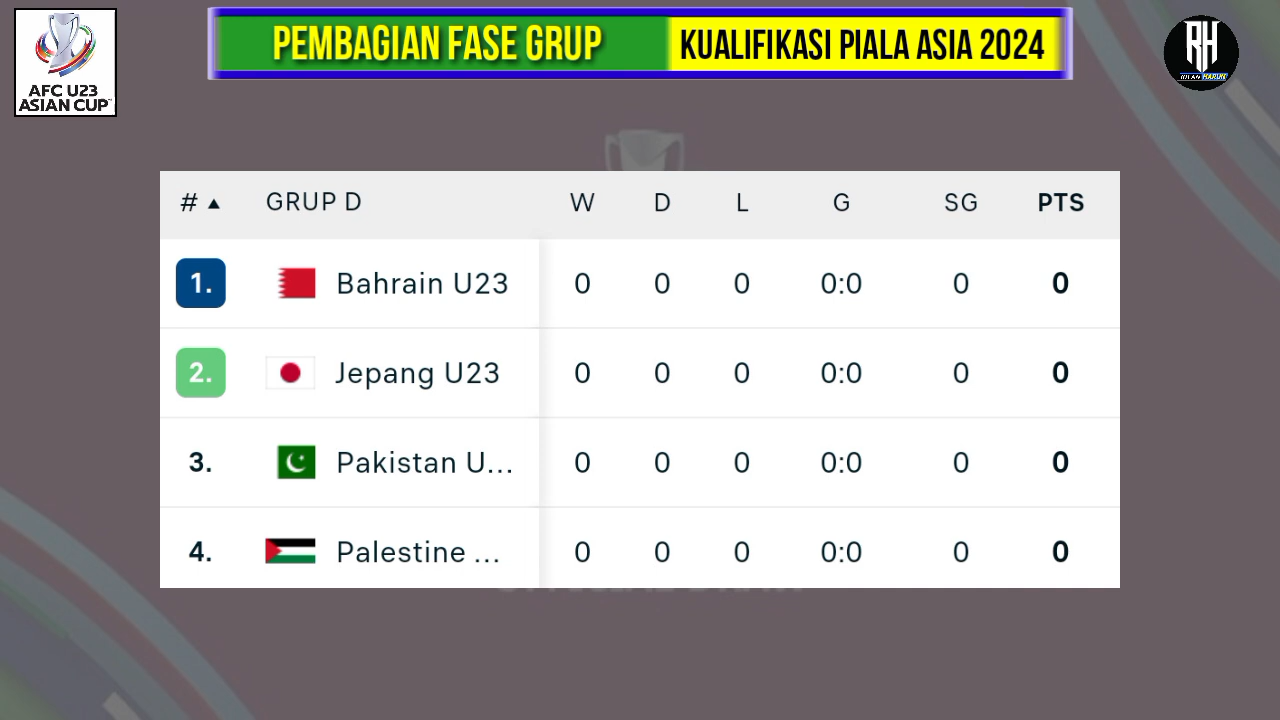 AFC U23
ASIAN CUP
PEMBAGIAN FASE GRUP
KUALIFIKASI PIALA ASIA 2024
RH
# ▲ GRUP D W D L G SG PTS
1. Bahrain U23 0 0 0 0:0 0 0
2. Jepang U23 0 0 0 0:0 0 0
3. Pakistan U... 0 0 0 0:0 0 0
4. Palestine ... 0 0 0 0:0 0 0